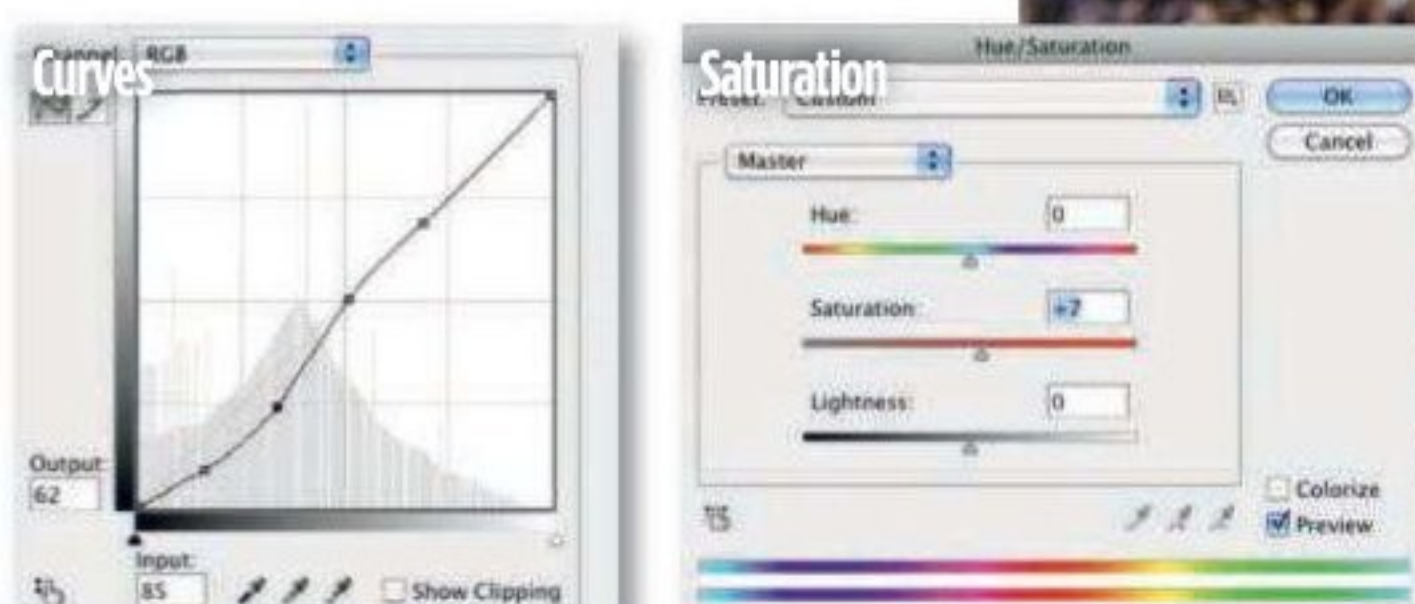 Curves
Channel: RGB
Output:
62
Input:
85
Show Clipping
Saturation
Hue/Saturation
Preset: Custom
OK
Cancel
Master
Hue:
0
Saturation:
+7
Lightness:
0
Colorize
Preview